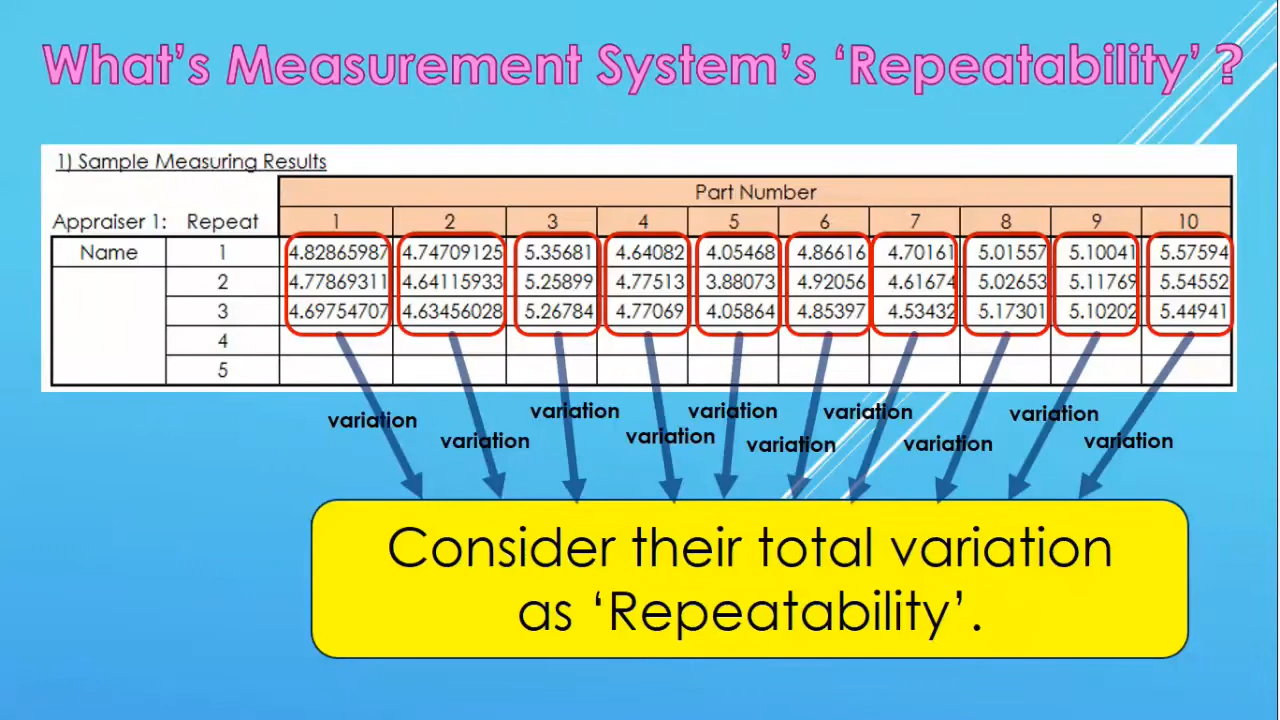 What's Measurement System's ‘Repeatability’ ?
1) Sample Measuring Results
Part Number
Appraiser 1: Repeat 1 2 3 4 5 6 7 8 9 10
Name 1 4.82865987 4.74709125 5.35681 4.64082 4.05468 4.86616 4.70161 5.01557 5.10041 5.57594
2 4.77869311 4.64115933 5.25899 4.77513 3.88073 4.92056 4.61674 5.02653 5.11769 5.54552
3 4.69754707 4.63456028 5.26784 4.77069 4.05864 4.85397 4.53432 5.17301 5.10202 5.44941
4
5
variation variation variation variation variation
variation variation variation variation variation
Consider their total variation
as ‘Repeatability’.